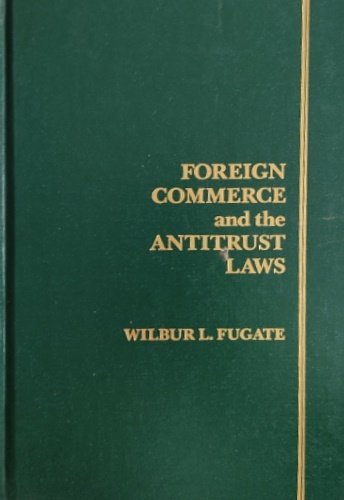 FOREIGN
COMMERCE
and the
ANTITRUST
LAWS
WILBUR L. FUGATE